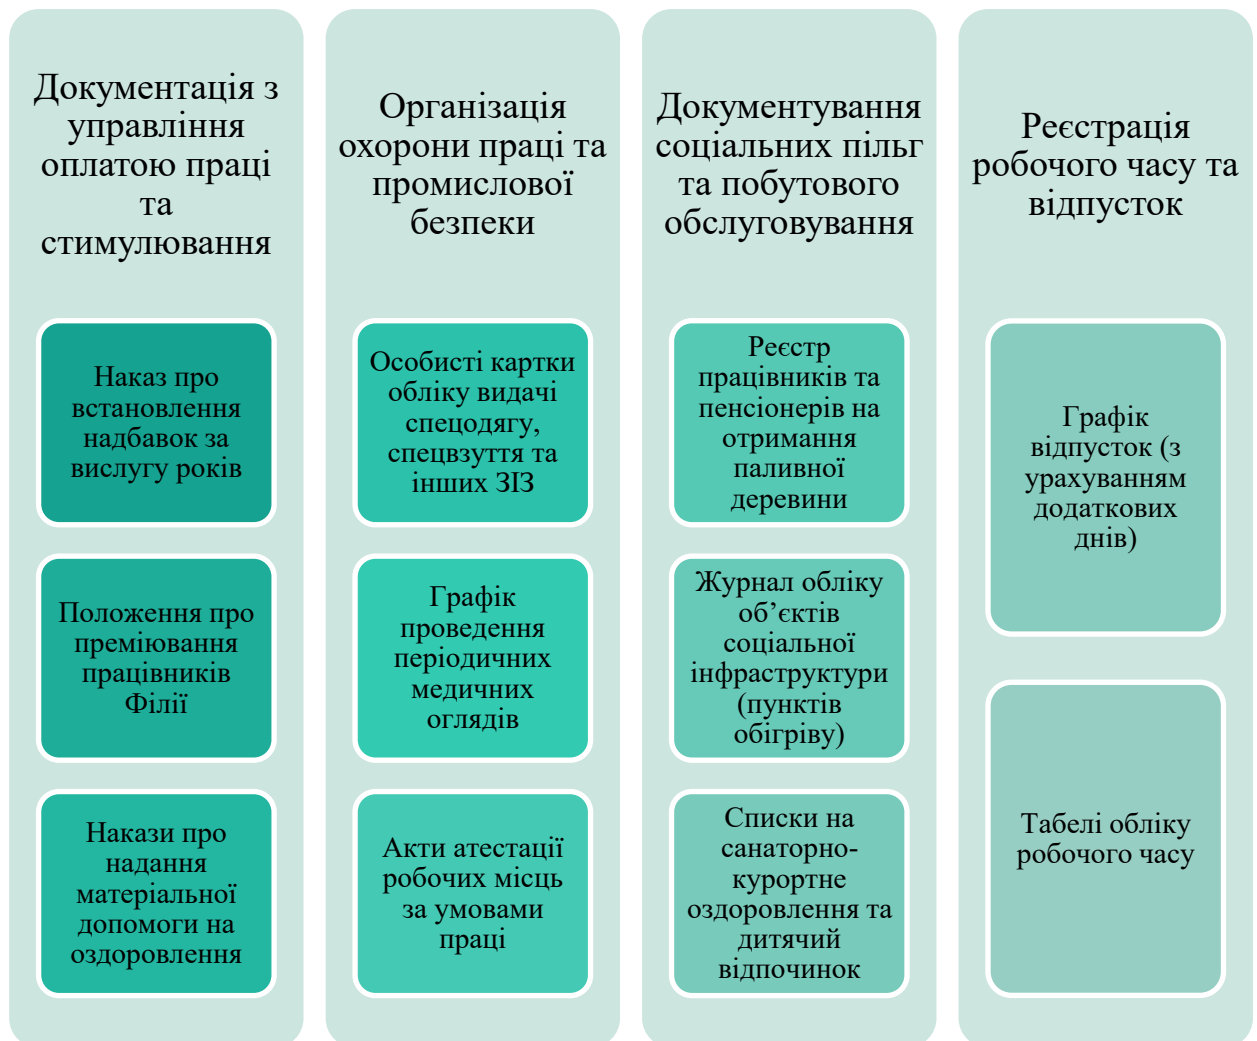 Документація з
управління
оплатою праці
та
стимулювання
Наказ про
встановлення
надбавок за
вислугу років
Положення про
преміювання
працівників
Філії
Накази про
надання
матеріальної
допомоги на
оздоровлення
Організація
охорони праці та
промислової
безпеки
Особисті картки
обліку видачі
спецодягу,
спецвзуття та
інших ЗІЗ
Графік
проведення
періодичних
медичних
оглядів
Акти атестації
робочих місць
за умовами
праці
Документування
соціальних пільг
та побутового
обслуговування
Реєстр
працівників та
пенсіонерів на
отримання
паливної
деревини
Журнал обліку
об’єктів
соціальної
інфраструктури
(пунктів
обігріву)
Списки на
санаторно-
курортне
оздоровлення та
дитячий
відпочинок
Реєстрація
робочого часу та
відпусток
Графік
відпусток (з
урахуванням
додаткових
днів)
Табелі обліку
робочого часу